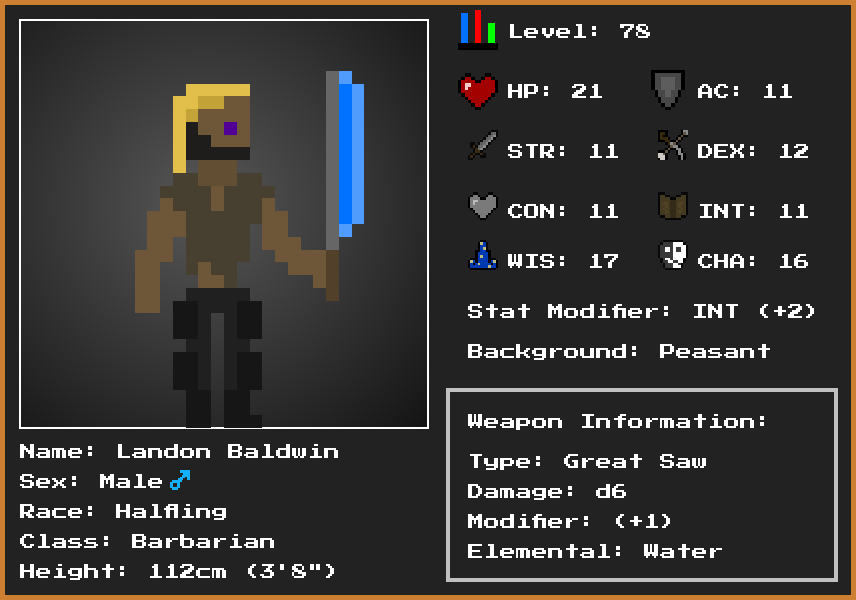 Level: 78
HP: 21
AC: 11
STR: 11
DEX: 12
CON: 11
INT: 11
WIS: 17
CHA: 16
Stat Modifier: INT (+2)
Background: Peasant
Weapon Information:
Type: Great Saw
Damage: d6
Modifier: (+1)
Elemental: Water
Name: Landon Baldwin
Sex: Male♂
Race: Halfling
Class: Barbarian
Height: 112cm (3'8")